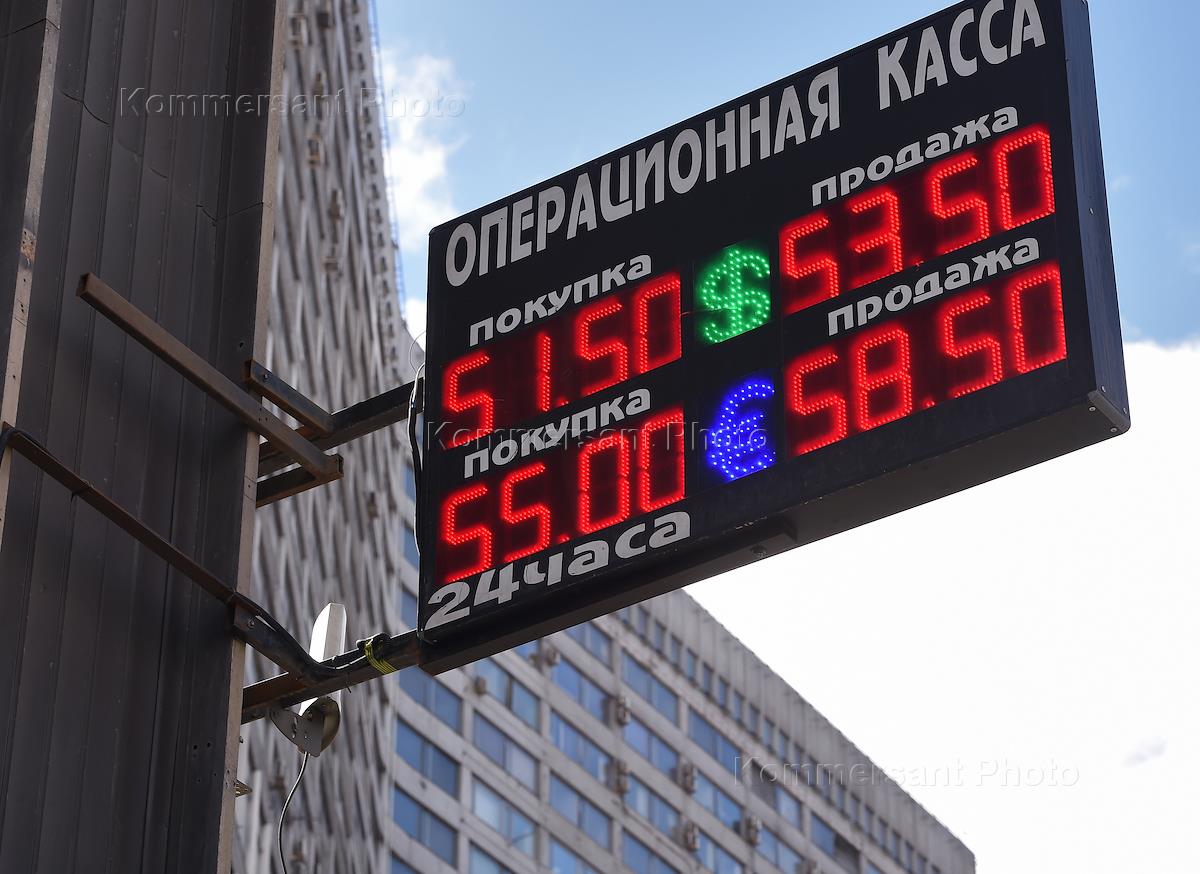 Kommersant Photo
ОПЕРАЦИОННАЯ КАССА
покупка продажа
51.50 $ 53.50
покупка продажа
55.00 € 58.50
Kommersant Photo
24часа
Kommersant Photo